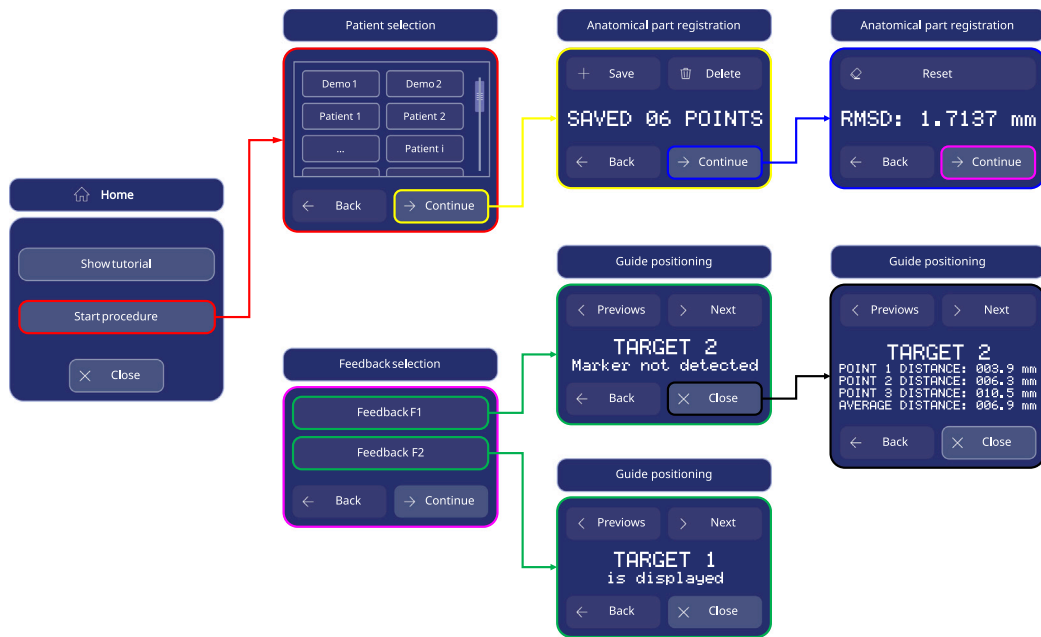 Home
Show tutorial
Start procedure
Close
Patient selection
Demo 1
Demo 2
Patient 1
Patient 2
...
Patient i
Back
Continue
Anatomical part registration
Save
Delete
SAVED 06 POINTS
Back
Continue
Anatomical part registration
Reset
RMSD: 1.7137 mm
Back
Continue
Feedback selection
Feedback F1
Feedback F2
Back
Continue
Guide positioning
Previows
Next
TARGET 2
Marker not detected
Back
Close
Guide positioning
Previows
Next
TARGET 2
POINT 1 DISTANCE: 003.9 mm
POINT 2 DISTANCE: 006.3 mm
POINT 3 DISTANCE: 010.5 mm
AVERAGE DISTANCE: 006.9 mm
Back
Close
Guide positioning
Previows
Next
TARGET 1
is displayed
Back
Close